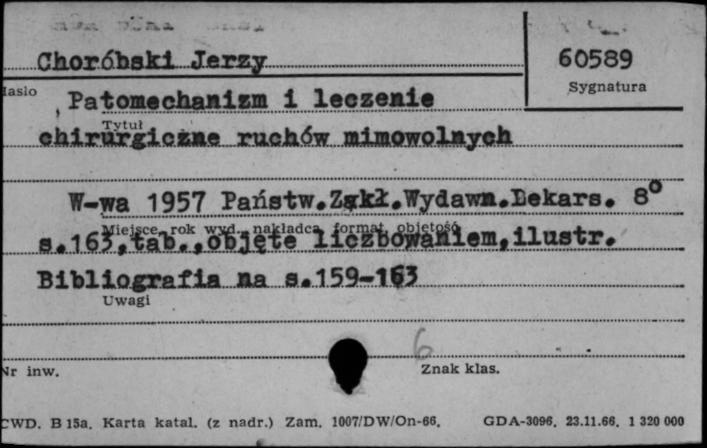 Choróbski Jerzy
60589
Sygnatura
Hasło
Patomechanizm i leczenie
Tytuł
chirurgiczne ruchów mimowolnych
W-wa 1957 Państw.Zakł.Wydawn.Lekars. 8°
Miejsce, rok wyd., nakładca, format, objętość
s.163,tab.,objęte liczbowaniem,ilustr.
Bibliografia na s.159-163
Uwagi
6
Nr inw.
Znak klas.
CWD. B 15a. Karta katal. (z nadr.) Zam. 1007/DW/On-66. GDA-3096. 23.11.66. 1 320 000